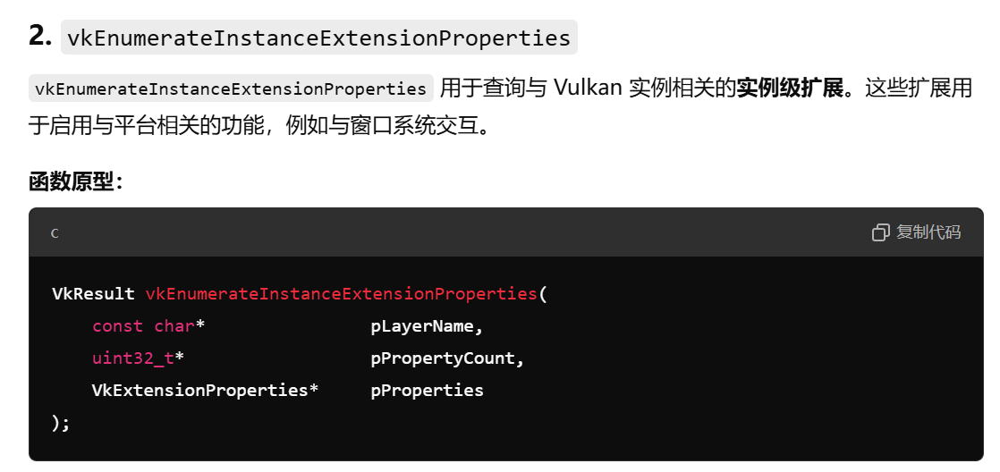 2. vkEnumerateInstanceExtensionProperties
vkEnumerateInstanceExtensionProperties 用于查询与 Vulkan 实例相关的实例级扩展。这些扩展用
于启用与平台相关的功能，例如与窗口系统交互。
函数原型：
c 复制代码
VkResult vkEnumerateInstanceExtensionProperties(
    const char*               pLayerName,
    uint32_t*                 pPropertyCount,
    VkExtensionProperties*    pProperties
);